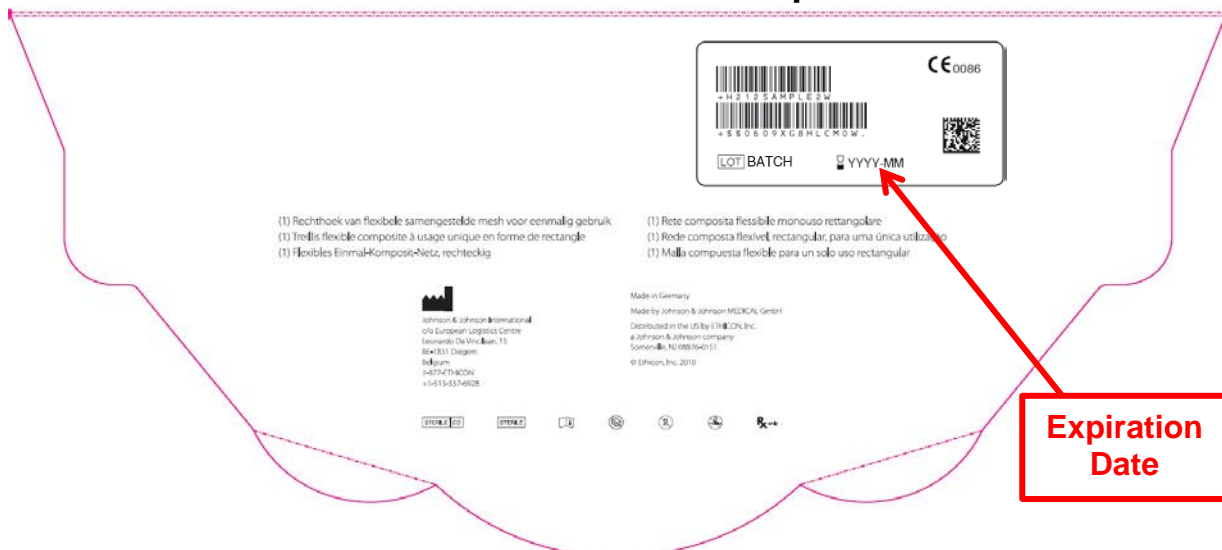 CE0086
+H212SAMPLE2W
+$$0609XG8HLCM0W.
LOT BATCH
YYYY-MM
(1) Rechthoek van flexibele samengestelde mesh voor eenmalig gebruik
(1) Treillis flexible composite à usage unique en forme de rectangle
(1) Flexibles Einmal-Komposit-Netz, rechteckig
(1) Rete composita flessibile monouso rettangolare
(1) Rede composta flexível, rectangular, para uma única utilização
(1) Malla compuesta flexible para un solo uso rectangular
Johnson & Johnson International
c/o European Logistics Centre
Leonardo Da Vincilaan, 15
BE-1831 Diegem
Belgium
1-877-ETHICON
+1-513-337-6928
Made in Germany
Made by Johnson & Johnson MEDICAL GmbH
Distributed in the US by ETHICON, Inc.
a Johnson & Johnson company
Somerville, NJ 08876-0151
© Ethicon, Inc. 2010
STERILE EO
STERILE
2
Rx
Expiration
Date